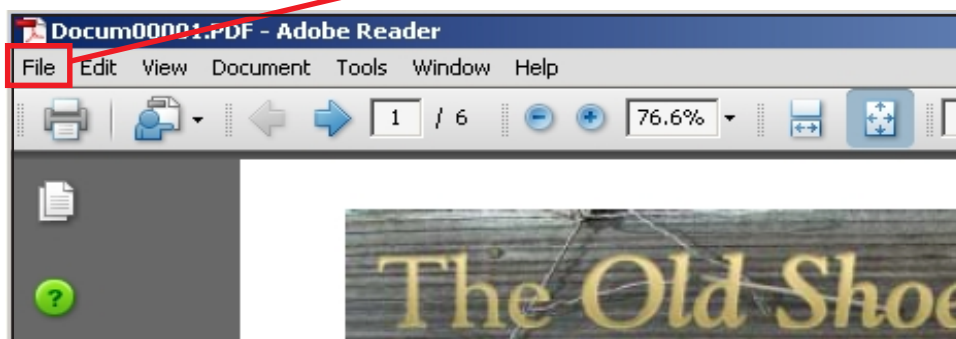 Docum00001.PDF - Adobe Reader
File Edit View Document Tools Window Help
1 / 6 76.6%
?
The Old Shoe